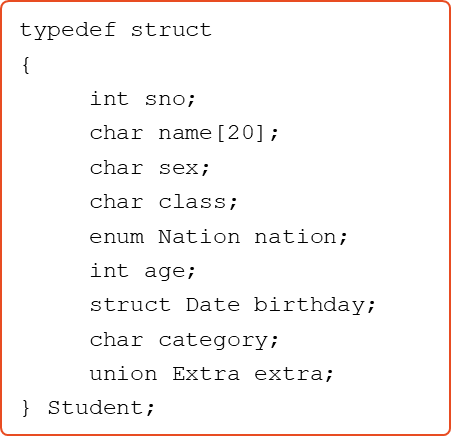 typedef struct
{
int sno;
char name[20];
char sex;
char class;
enum Nation nation;
int age;
struct Date birthday;
char category;
union Extra extra;
} Student;